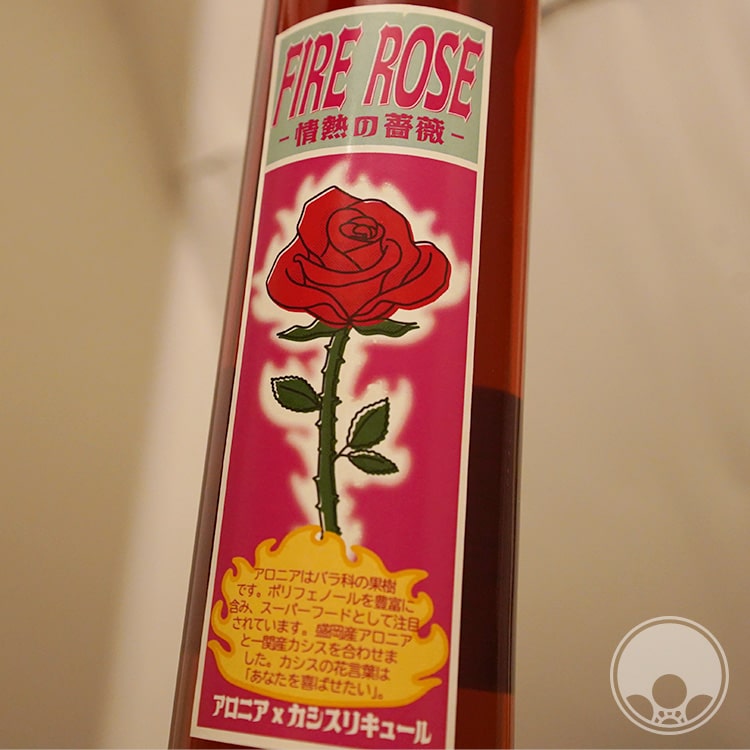 FIRE ROSE
-情熱の薔薇-
アロニアはバラ科の果樹
です。ポリフェノールを豊富に
含み、スーパーフードとして注目
されています。盛岡産アロニア
と一関産カシスを合わせま
した。カシスの花言葉は
「あなたを喜ばせたい」。
アロニア x カシスリキュール